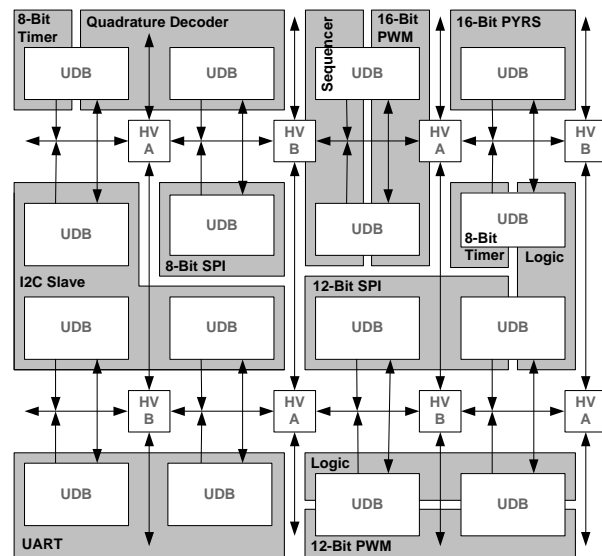 8-Bit
Timer
Quadrature Decoder
Sequencer
16-Bit
PWM
16-Bit PYRS
UDB
UDB
UDB
UDB
UDB
HV
A
HV
B
HV
A
HV
B
UDB
UDB
UDB
UDB
UDB
8-Bit SPI
8-Bit
Timer
Logic
I2C Slave
12-Bit SPI
UDB
UDB
UDB
UDB
HV
B
HV
A
HV
B
HV
A
Logic
UDB
UDB
UDB
UDB
UART
12-Bit PWM